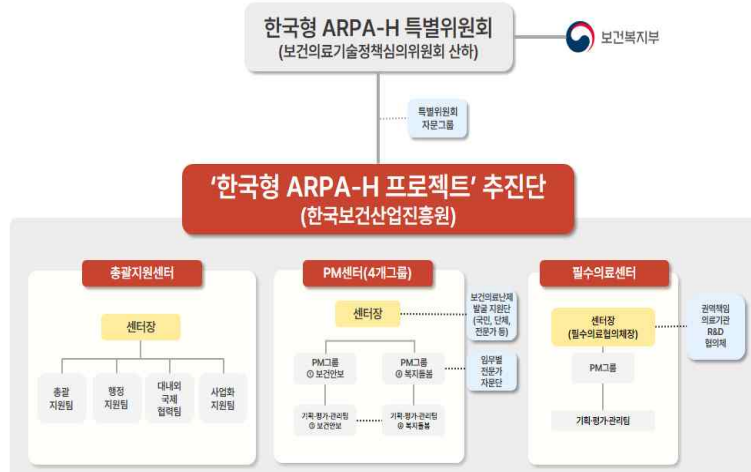 한국형 ARPA-H 특별위원회
(보건의료기술정책심의위원회 산하)
보건복지부
특별위원회
자문그룹
'한국형 ARPA-H 프로젝트' 추진단
(한국보건산업진흥원)
총괄지원센터
센터장
총괄
지원팀
행정
지원팀
대내외
국제
협력팀
사업화
지원팀
PM센터(4개그룹)
센터장
보건의료난제
발굴 지원단
(국민, 단체,
전문가 등)
PM그룹
① 보건안보
PM그룹
④ 복지돌봄
임무별
전문가
자문단
기획·평가·관리팀
① 보건안보
기획·평가·관리팀
④ 복지돌봄
필수의료센터
센터장
(필수의료협의체장)
권역책임
의료기관
R&D
협의체
PM그룹
기획·평가·관리팀